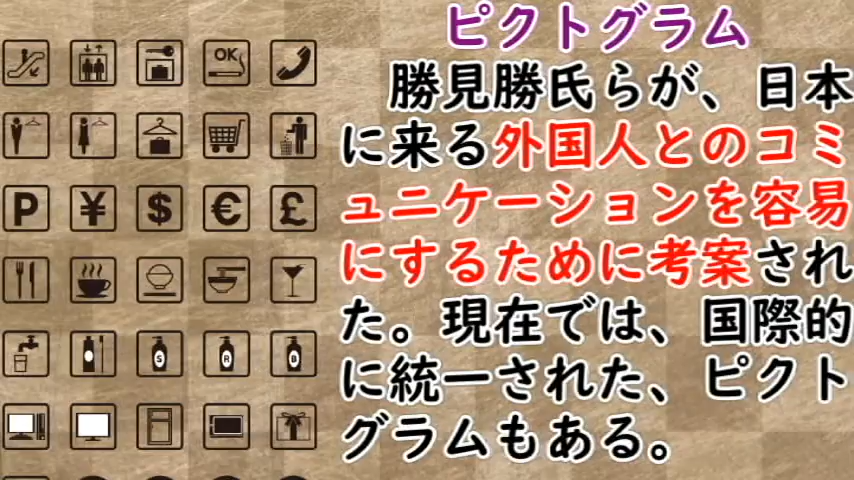 ピクトグラム
勝見勝氏らが、日本
に来る外国人とのコミ
ュニケーションを容易
にするために考案され
た。現在では、国際的
に統一された、ピクト
グラムもある。
OK
P ¥ $ € £
S R B